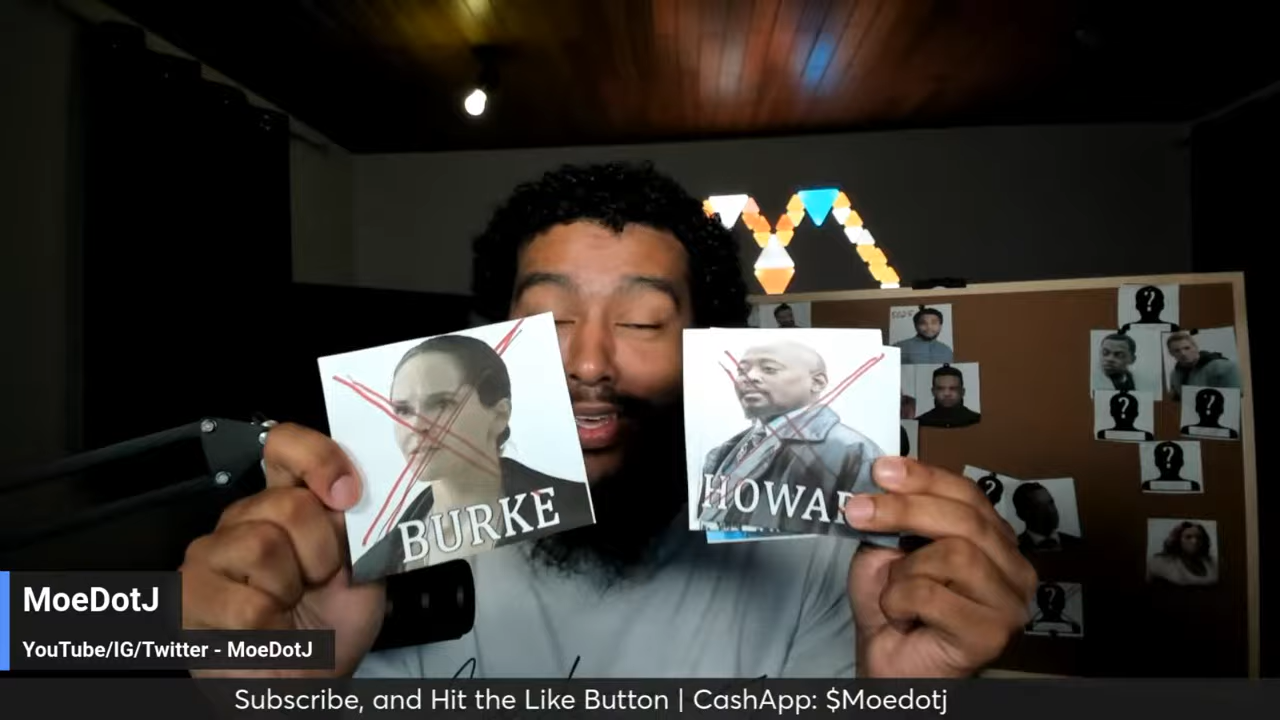 BURKE
HOWAR
MoeDotJ
YouTube/IG/Twitter - MoeDotJ
Subscribe, and Hit the Like Button | CashApp: $Moedotj